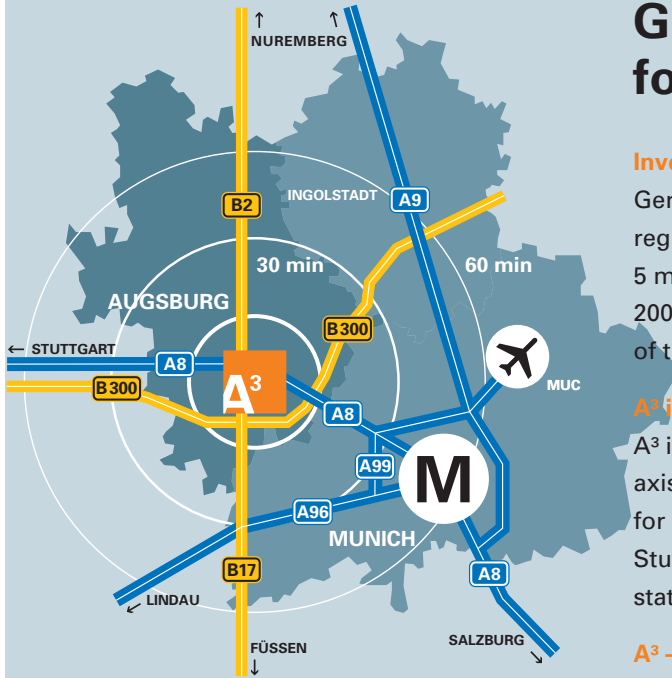 ↑
NUREMBERG
↑
INGOLSTADT
B2
A9
30 min
60 min
AUGSBURG
B300
← STUTTGART
A8
B300
A³
A8
MUC
A99
M
A96
MUNICH
B17
A8
LINDAU
↙
SALZBURG
↘
FÜSSEN
↓
G
fo
Inve
Ger
reg
5 m
200
of t
A³ i
A³ i
axis
for
Stu
stat
A³ –